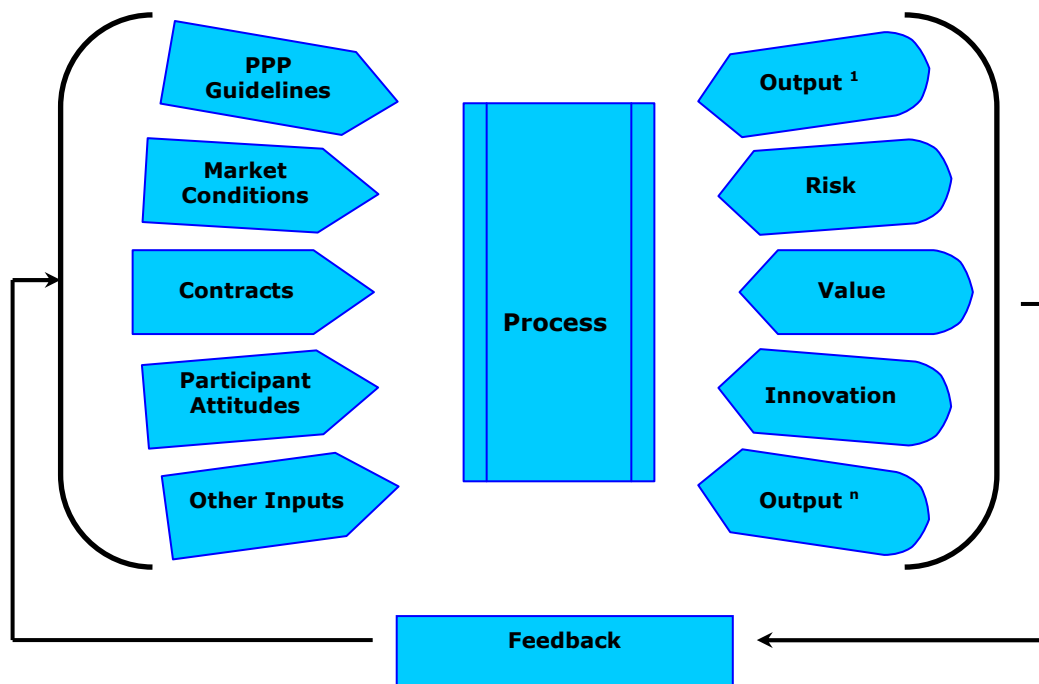 PPP
Guidelines
Market
Conditions
Contracts
Participant
Attitudes
Other Inputs
Process
Output ¹
Risk
Value
Innovation
Output ⁿ
Feedback